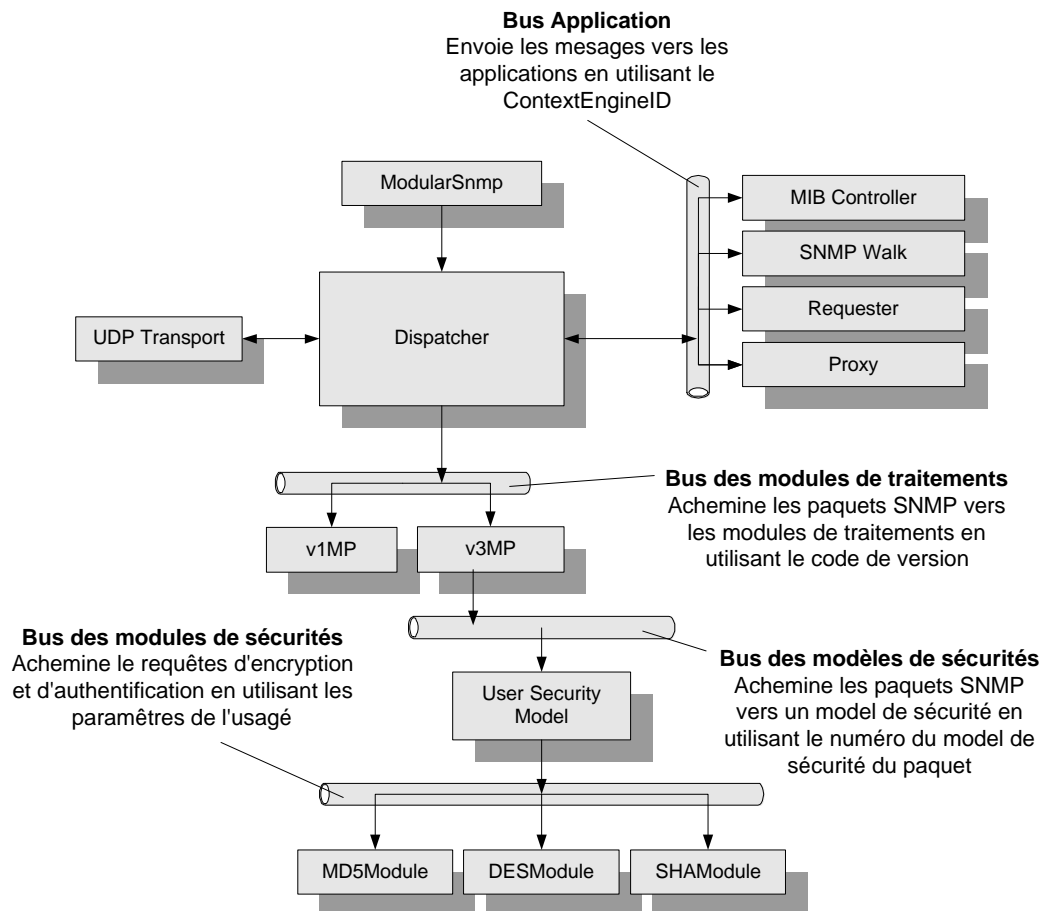 Bus Application
Envoie les mesages vers les
applications en utilisant le
ContextEngineID
ModularSnmp
MIB Controller
SNMP Walk
Requester
Proxy
UDP Transport
Dispatcher
Bus des modules de traitements
Achemine les paquets SNMP vers
les modules de traitements en
utilisant le code de version
v1MP
v3MP
Bus des modules de sécurités
Achemine le requêtes d'encryption
et d'authentification en utilisant les
paramêtres de l'usagé
Bus des modèles de sécurités
Achemine les paquets SNMP
vers un model de sécurité en
utilisant le numéro du model de
sécurité du paquet
User Security
Model
MD5Module
DESModule
SHAModule